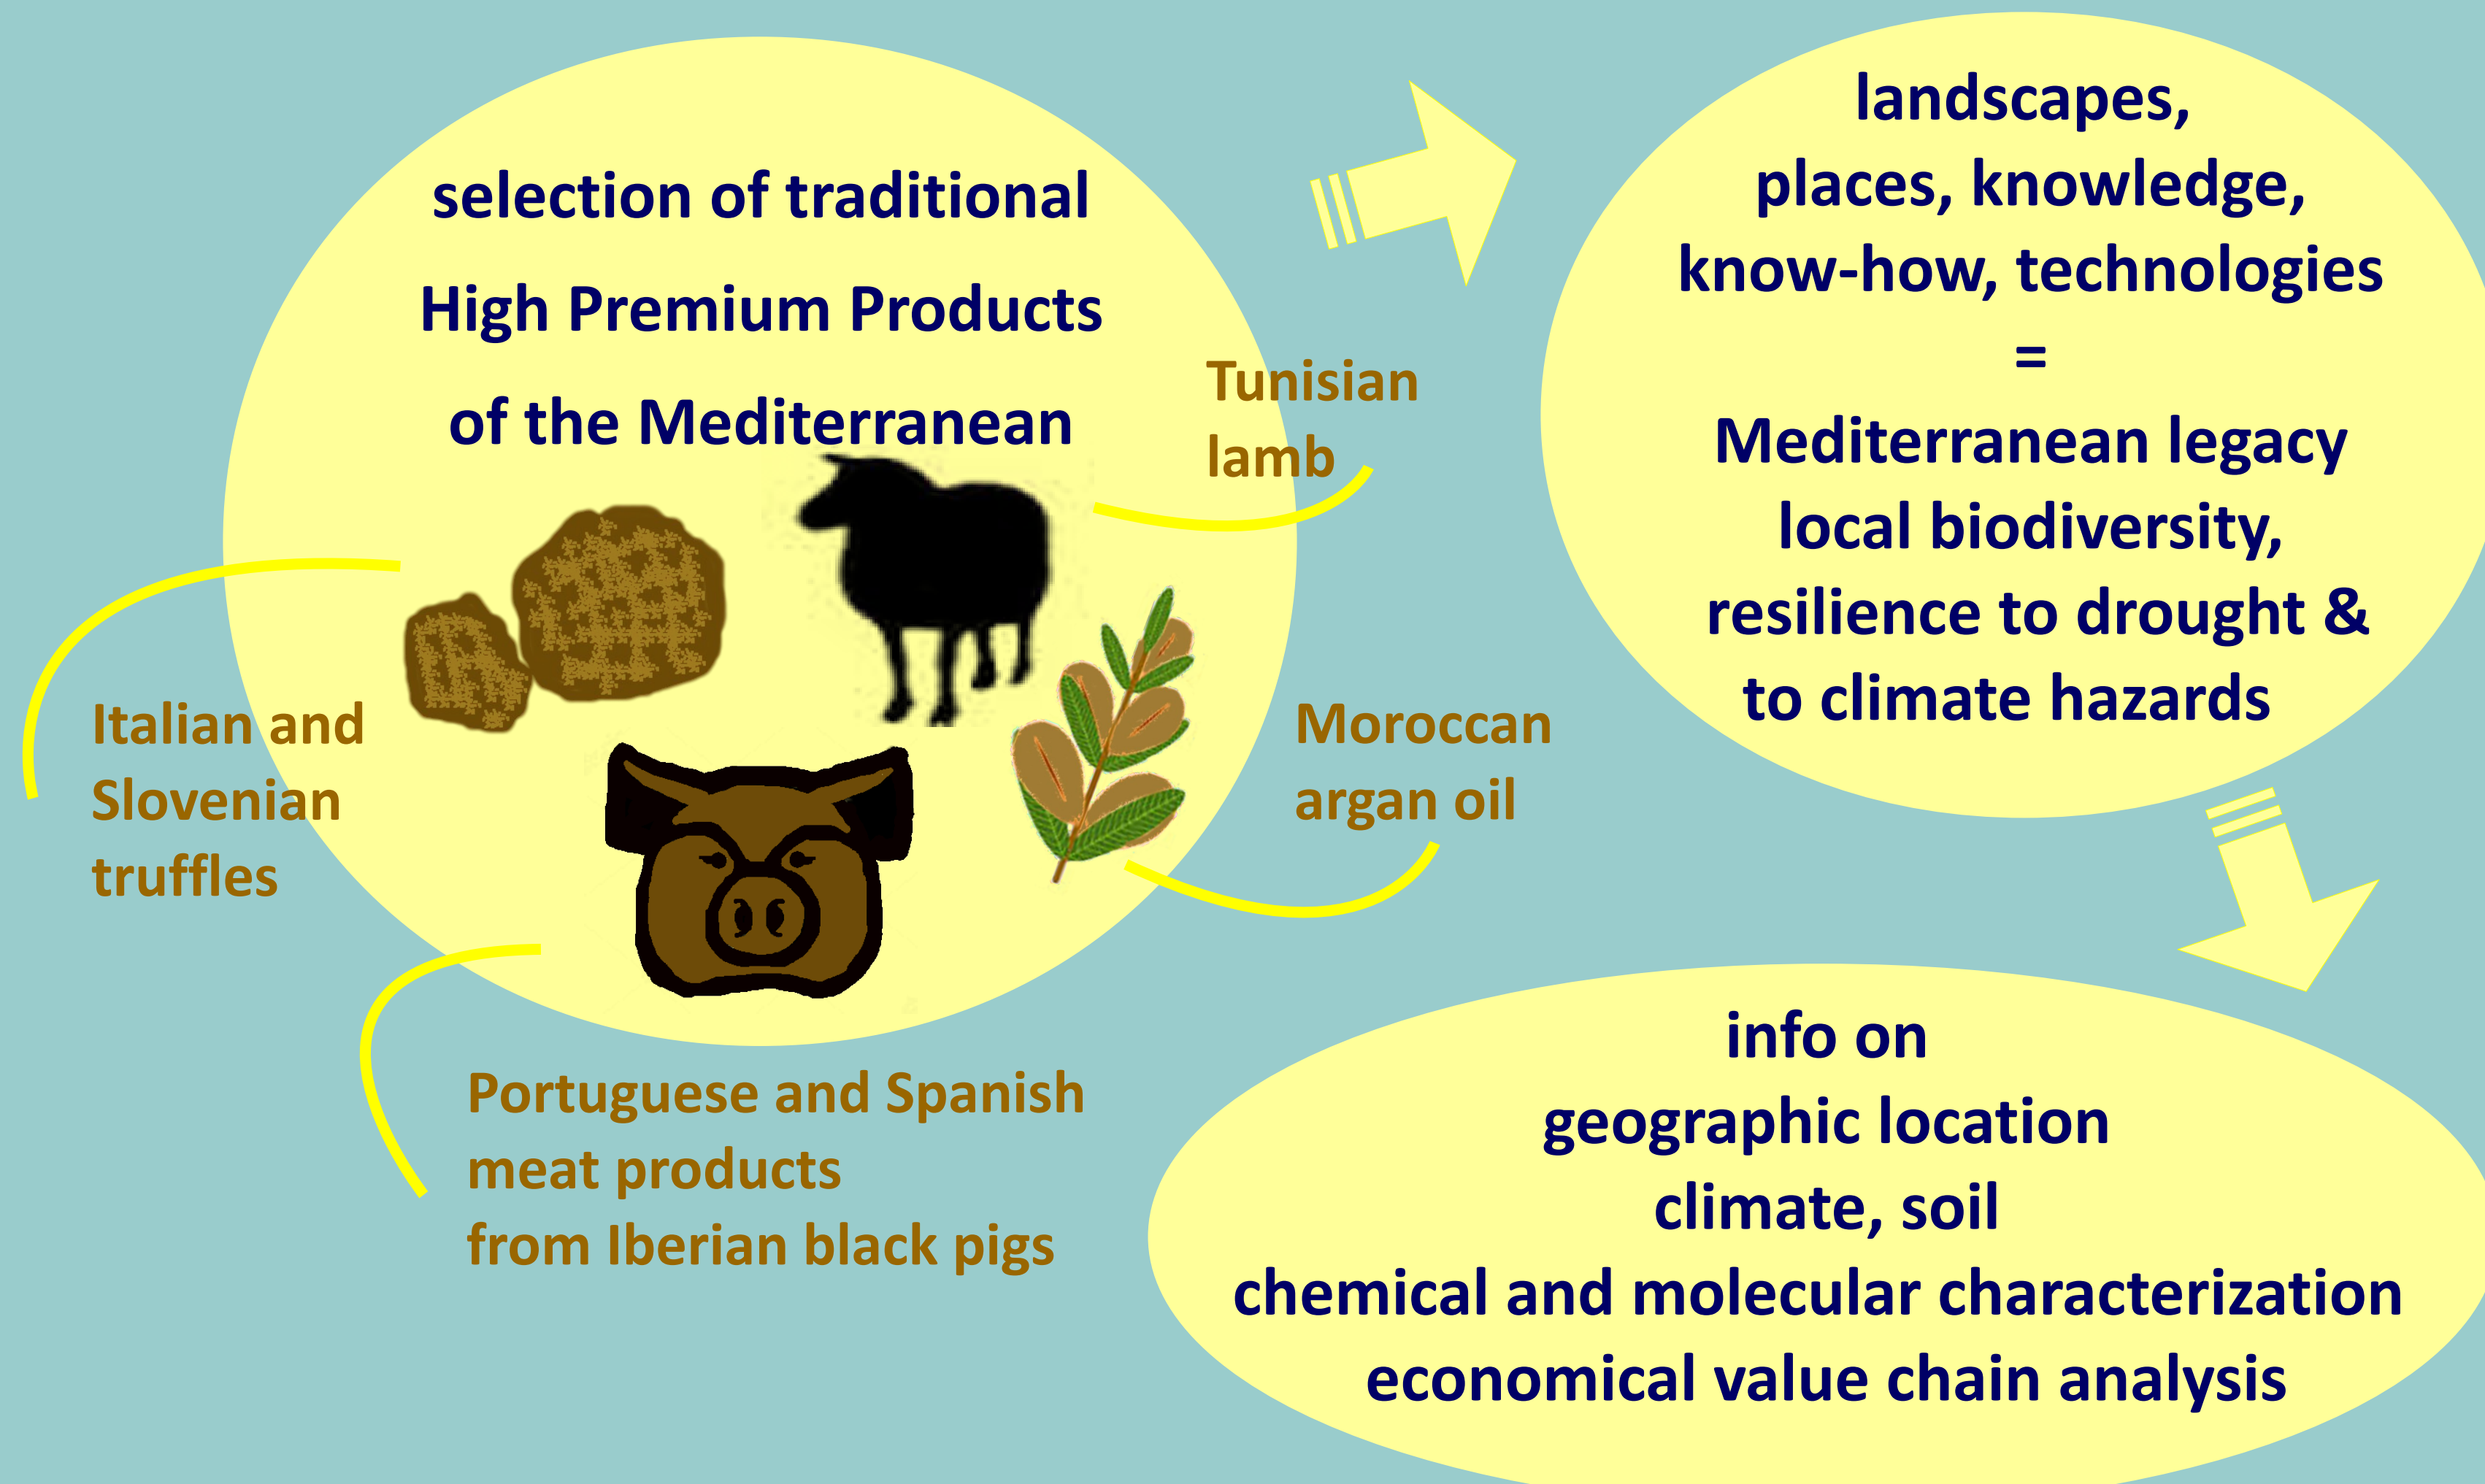 selection of traditional
High Premium Products
of the Mediterranean
Tunisian
lamb
Italian and
Slovenian
truffles
Moroccan
argan oil
Portuguese and Spanish
meat products
from Iberian black pigs
landscapes,
places, knowledge,
know-how, technologies
=
Mediterranean legacy
local biodiversity,
resilience to drought &
to climate hazards
info on
geographic location
climate, soil
chemical and molecular characterization
economical value chain analysis